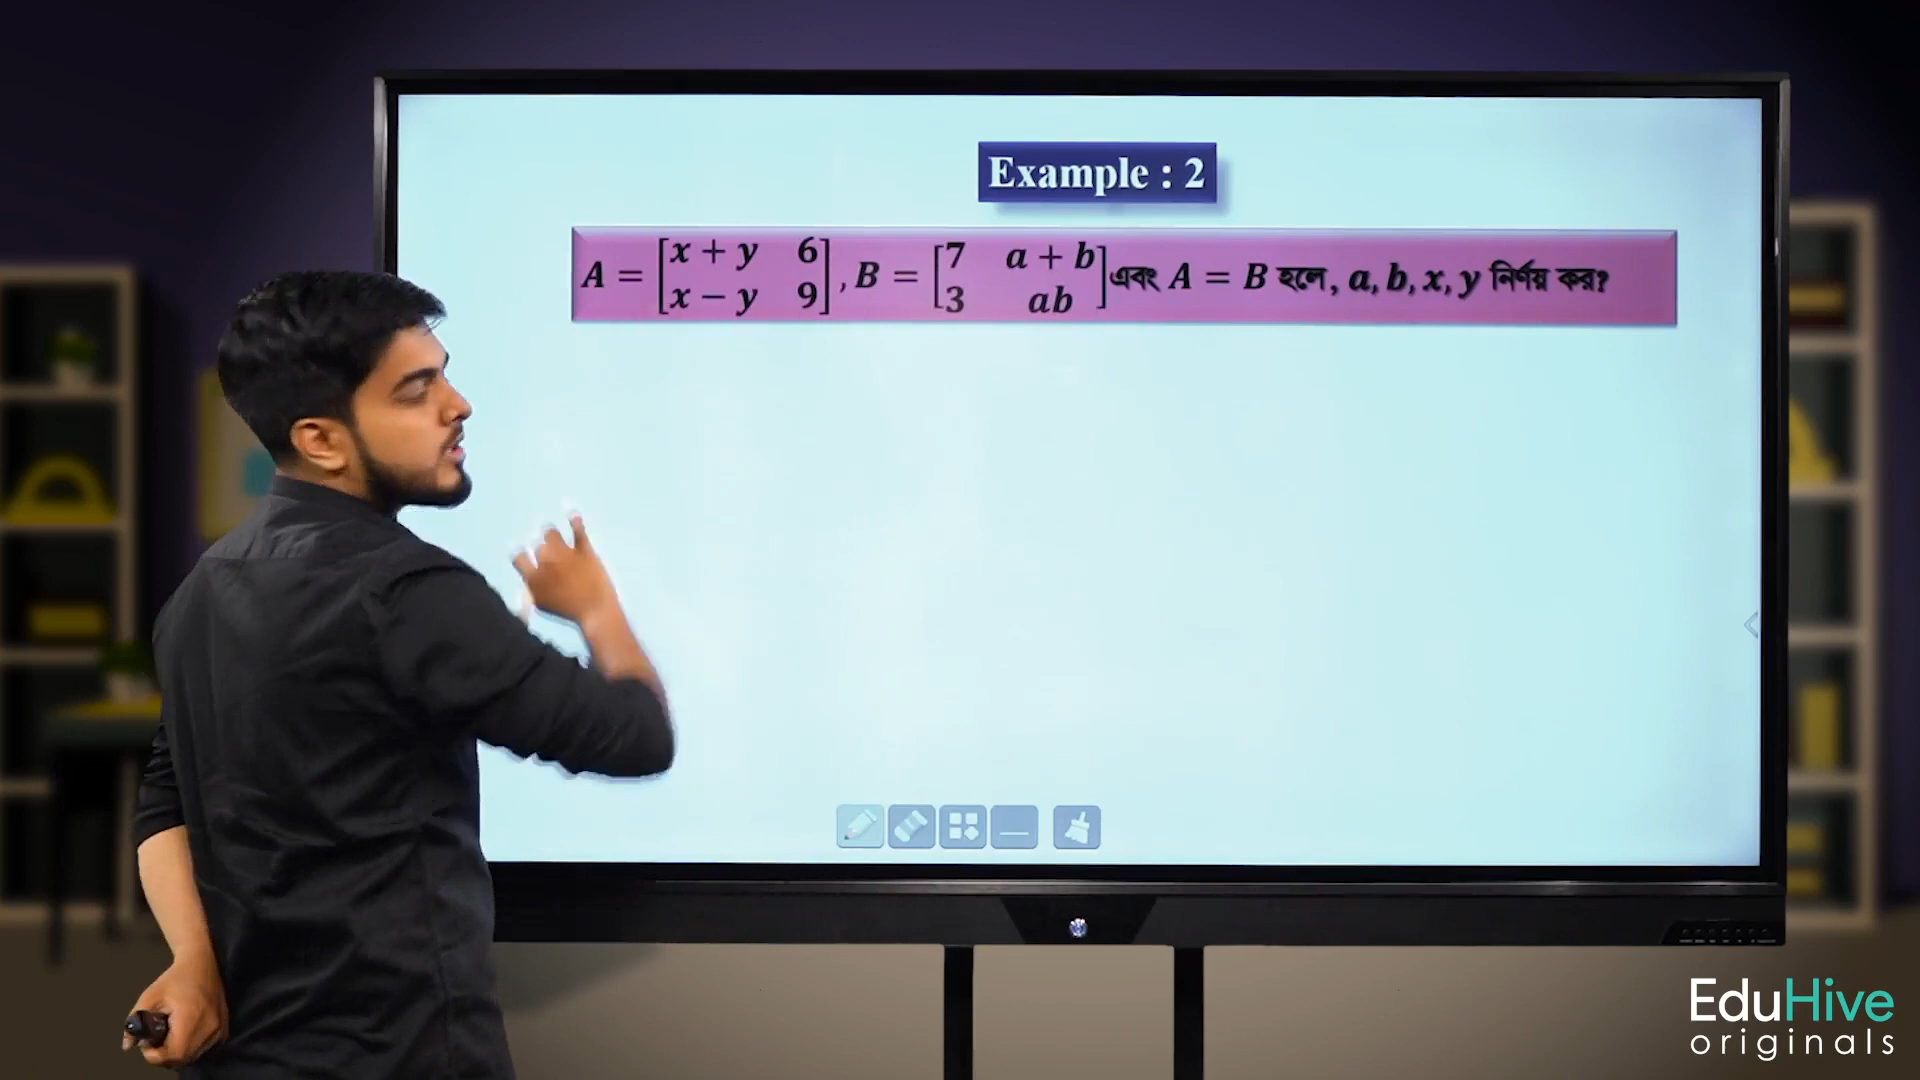 Example : 2
A = [x + y 6 x − y 9], B = [7 a + b 3 ab] এবং A = B হলে, a, b, x, y নির্ণয় কর?
EduHive
originals